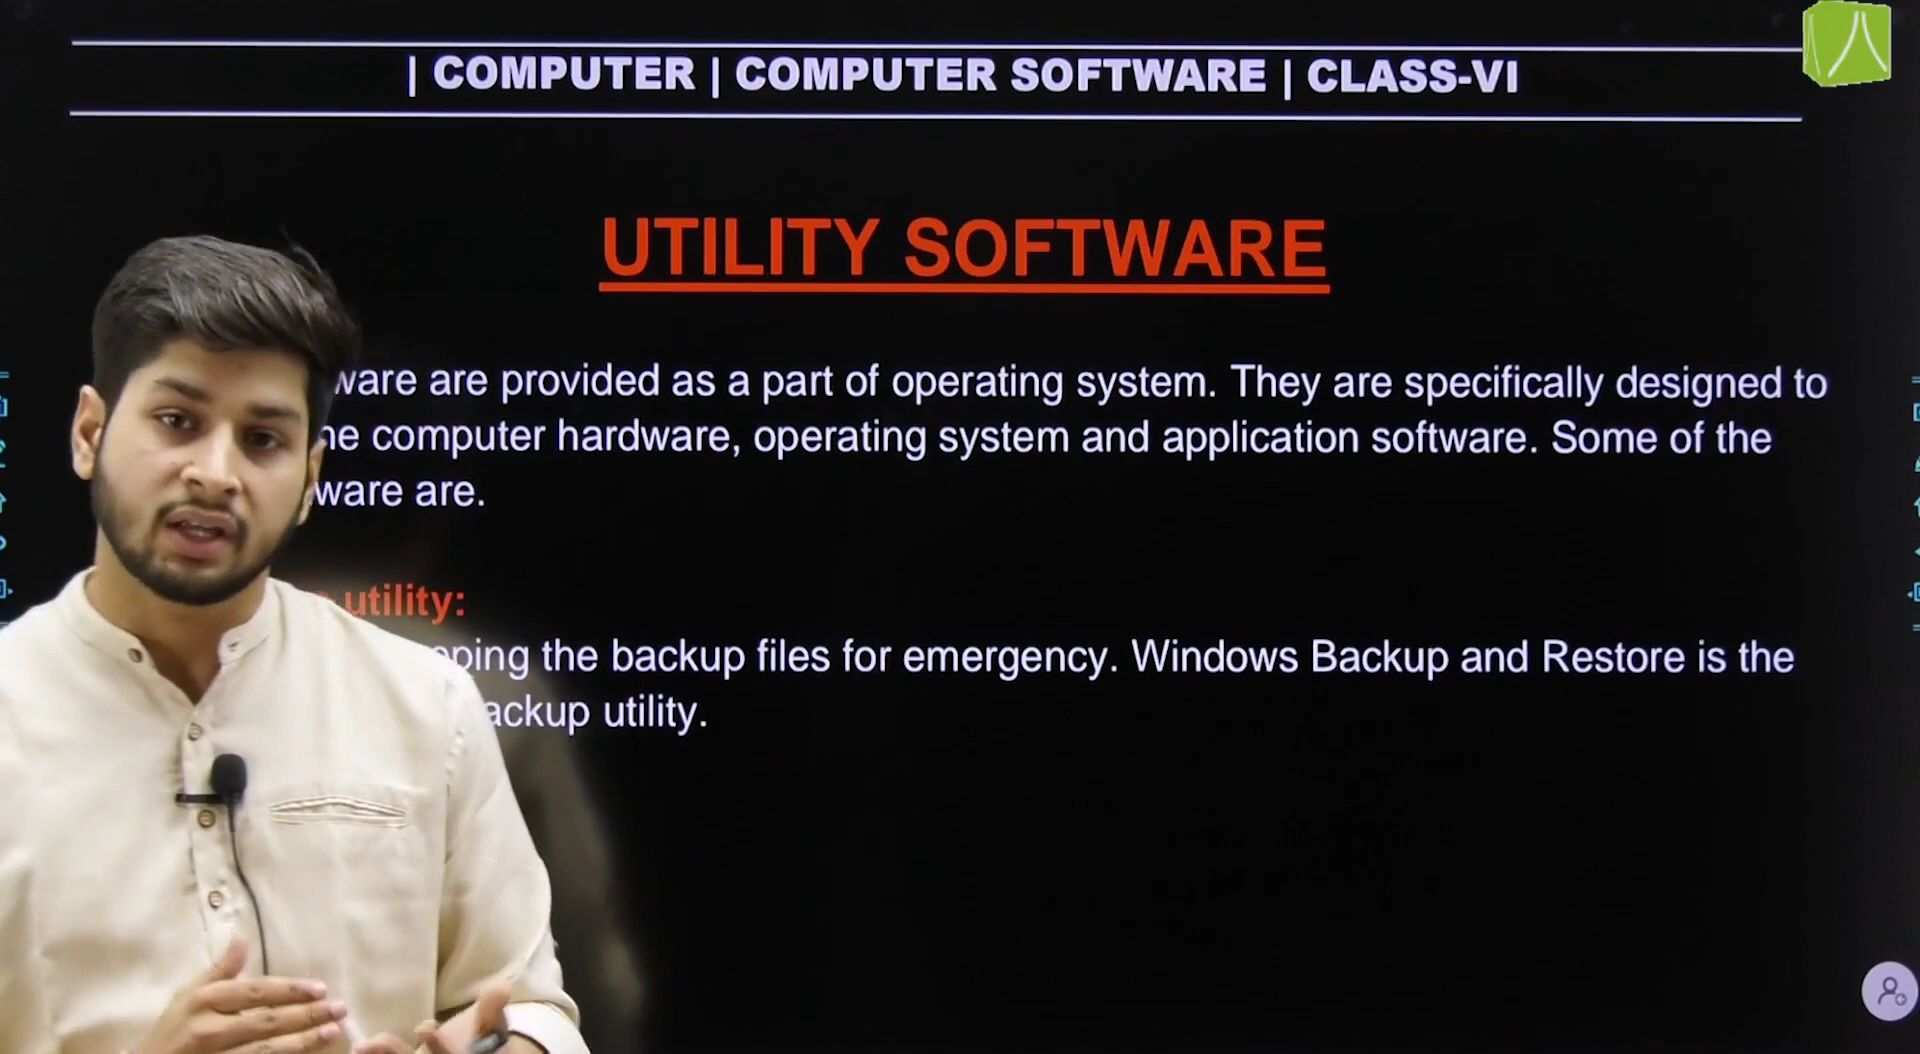 | COMPUTER | COMPUTER SOFTWARE | CLASS-VI
UTILITY SOFTWARE
ware are provided as a part of operating system. They are specifically designed to
computer hardware, operating system and application software. Some of the
ware are.
utility:
the backup files for emergency. Windows Backup and Restore is the
ackup utility.